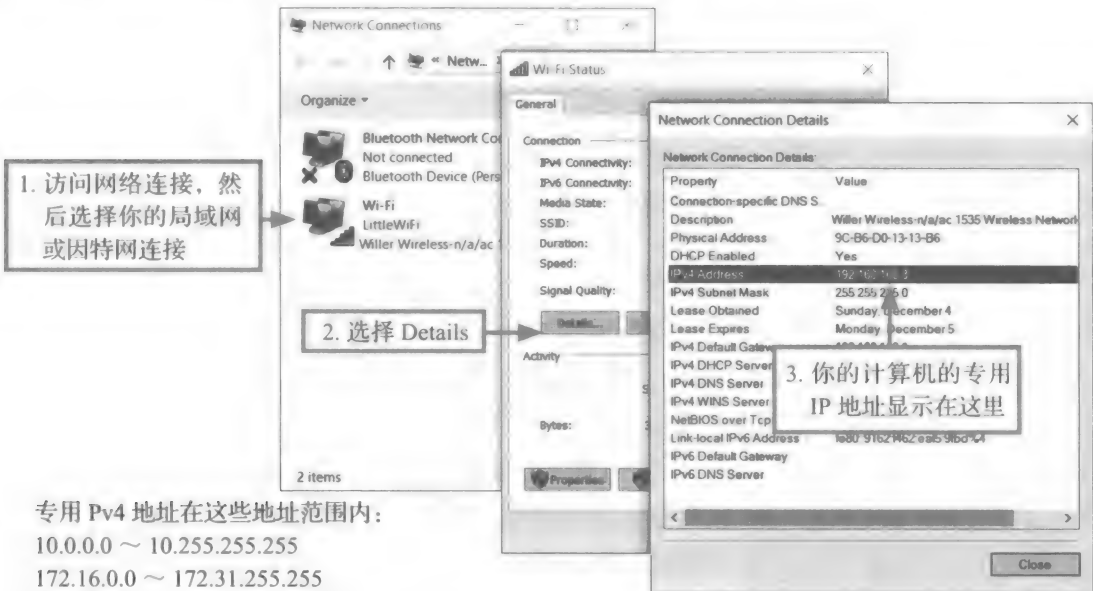 Network Connections
Netw...
Organize
Bluetooth Network Co
Not connected
Bluetooth Device (Pers
Wi-Fi
LittleWiFi
Willer Wireless-n/a/ac
2 items
1. 访问网络连接，然
后选择你的局域网
或因特网连接
Wi-Fi Status
General
Connection
IPv4 Connectivity:
IPv6 Connectivity:
Media State:
SSID:
Duration:
Speed:
Signal Quality:
Details...
2. 选择 Details
Activity
Bytes:
Properties
Network Connection Details
Network Connection Details:
Property Value
Connection-specific DNS S...
Description Willer Wireless-n/a/ac 1535 Wireless Network
Physical Address 9C-B6-D0-13-13-B6
DHCP Enabled Yes
IPv4 Address
IPv4 Subnet Mask 255.255.255.0
Lease Obtained Sunday, December 4
Lease Expires Monday, December 5
IPv4 Default Gatew
IPv4 DHCP Server
IPv4 DNS Server
IPv4 WINS Server
NetBIOS over Tcp
Link-local IPv6 Address
IPv6 Default Gateway
IPv6 DNS Server
3. 你的计算机的专用
IP 地址显示在这里
Close
专用 Pv4 地址在这些地址范围内：
10.0.0.0 ～ 10.255.255.255
172.16.0.0 ～ 172.31.255.255